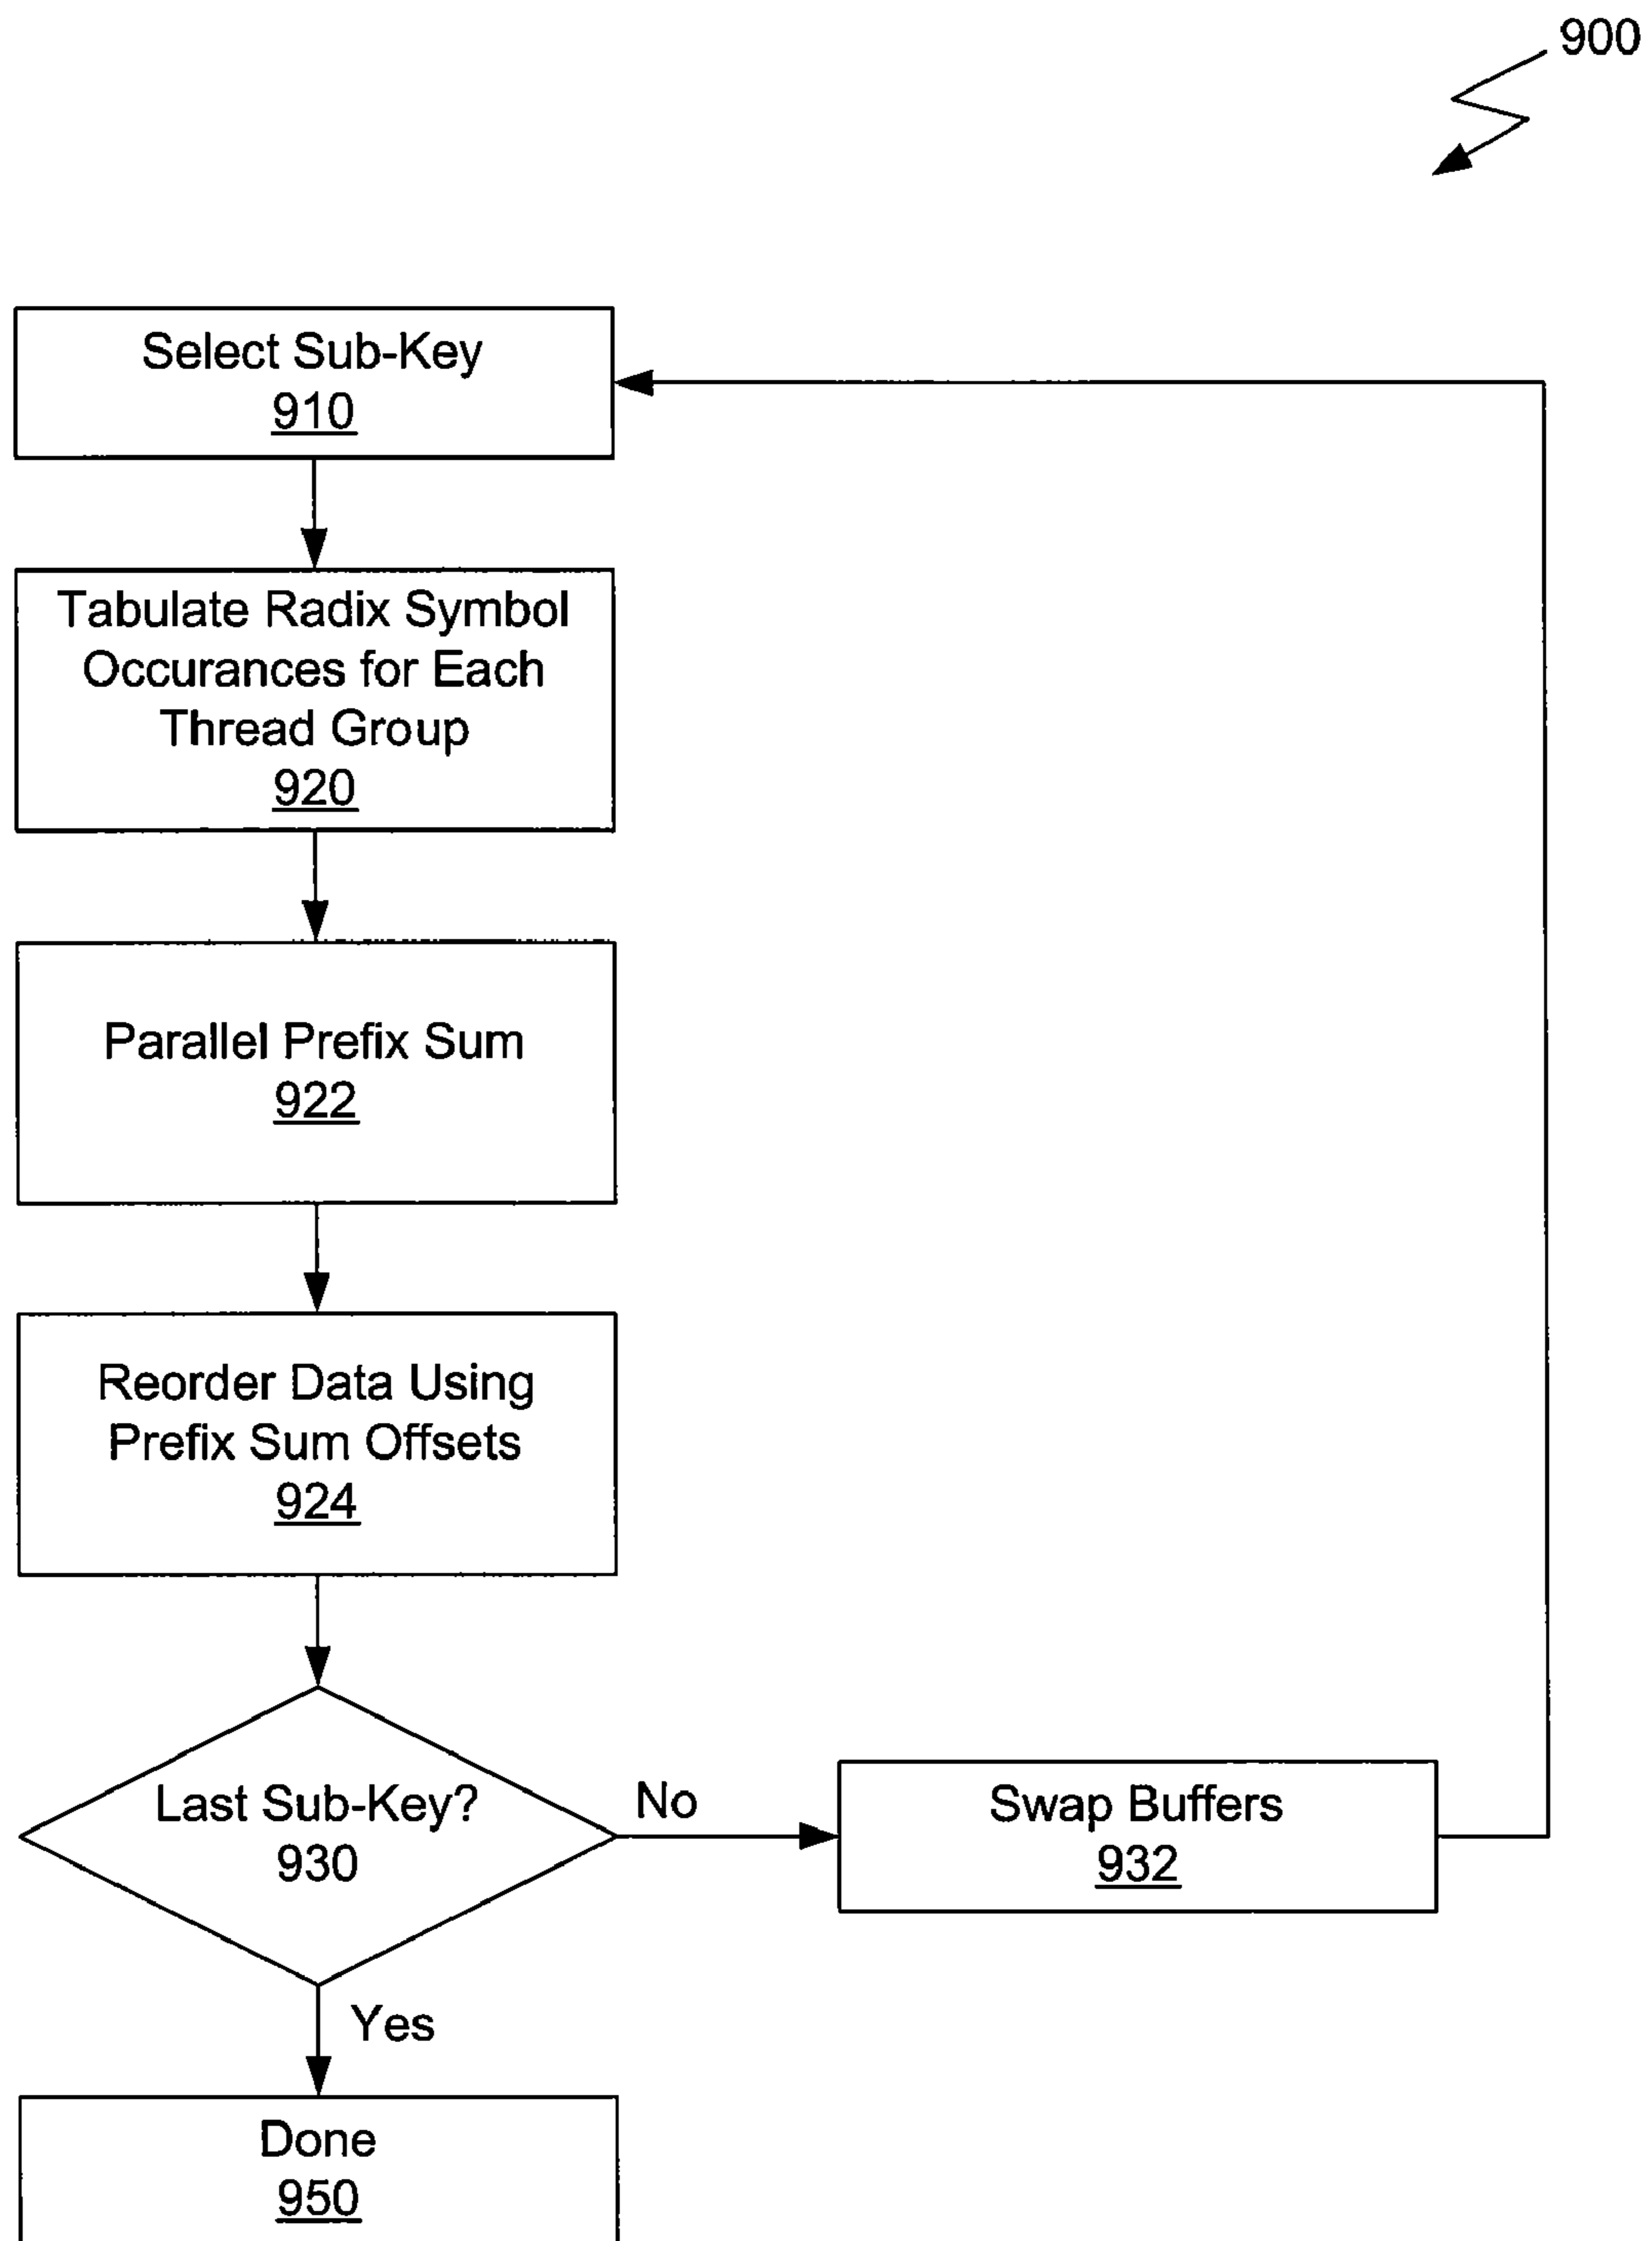 900
Select Sub-Key
910
Tabulate Radix Symbol
Occurances for Each
Thread Group
920
Parallel Prefix Sum
922
Reorder Data Using
Prefix Sum Offsets
924
Last Sub-Key?
930
No
Swap Buffers
932
Yes
Done
950